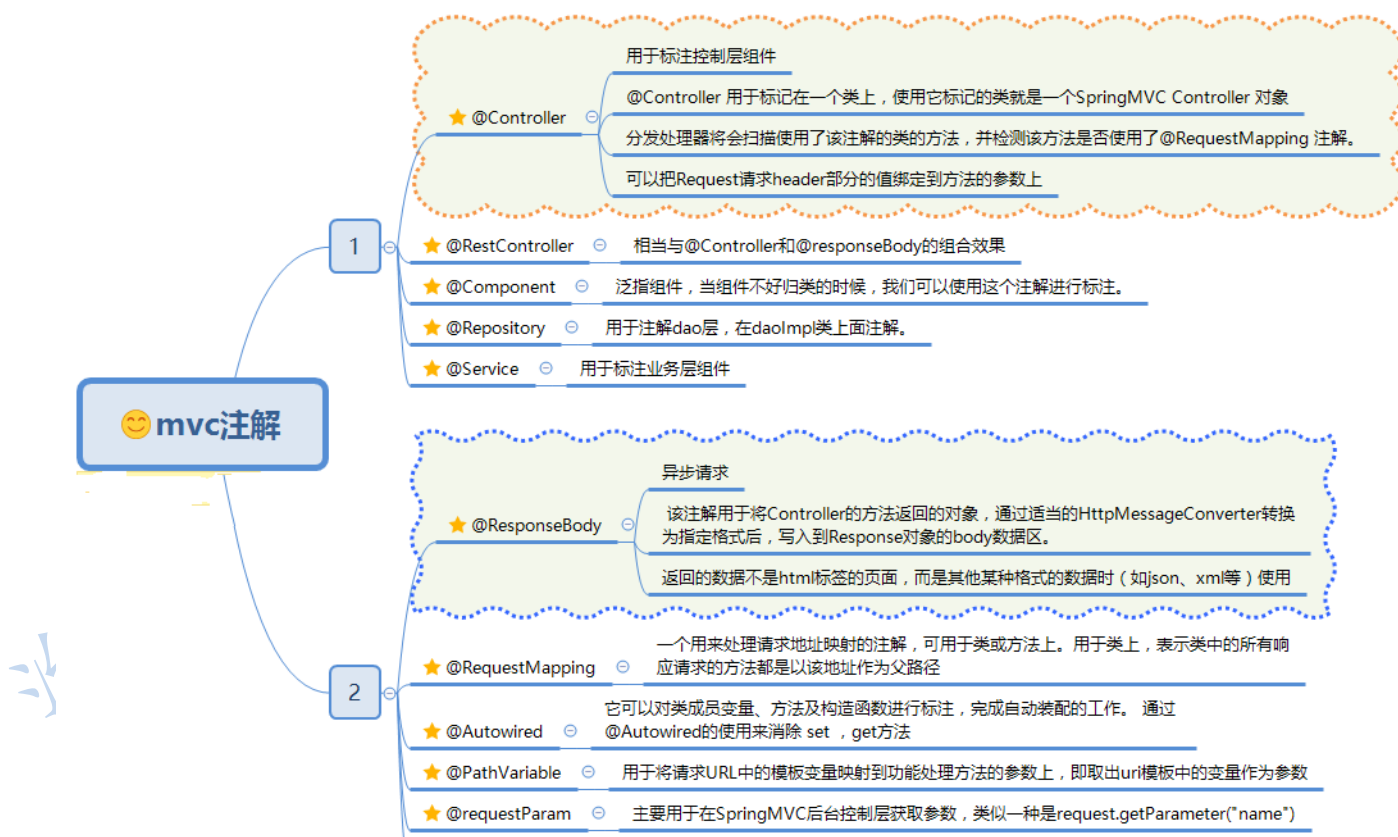 用于标注控制层组件
@Controller 用于标记在一个类上，使用它标记的类就是一个SpringMVC Controller 对象
@Controller
分发处理器将会扫描使用了该注解的类的方法，并检测该方法是否使用了@RequestMapping 注解。
可以把Request请求header部分的值绑定到方法的参数上
1
@RestController 相当与@Controller和@responseBody的组合效果
@Component 泛指组件，当组件不好归类的时候，我们可以使用这个注解进行标注。
@Repository 用于注解dao层，在daoImpl类上面注解。
@Service 用于标注业务层组件
mvc注解
异步请求
@ResponseBody
该注解用于将Controller的方法返回的对象，通过适当的HttpMessageConverter转换
为指定格式后，写入到Response对象的body数据区。
返回的数据不是html标签的页面，而是其他某种格式的数据时（如json、xml等）使用
2
@RequestMapping
一个用来处理请求地址映射的注解，可用于类或方法上。用于类上，表示类中的所有响
应请求的方法都是以该地址作为父路径
@Autowired
它可以对类成员变量、方法及构造函数进行标注，完成自动装配的工作。 通过
@Autowired的使用来消除 set ，get方法
@PathVariable 用于将请求URL中的模板变量映射到功能处理方法的参数上，即取出uri模板中的变量作为参数
@requestParam 主要用于在SpringMVC后台控制层获取参数，类似一种是request.getParameter("name")